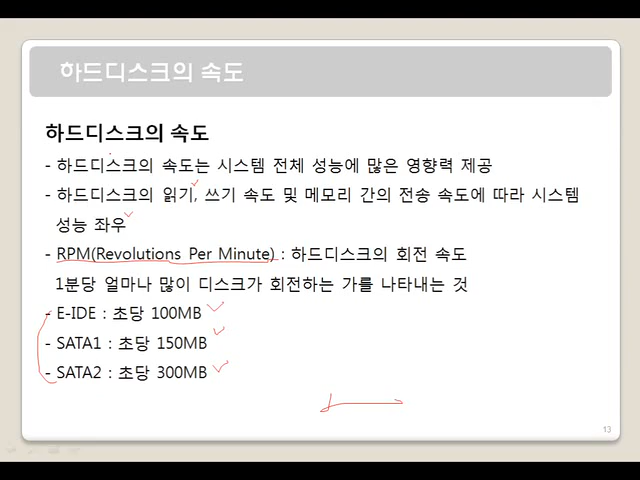 하드디스크의 속도
하드디스크의 속도
- 하드디스크의 속도는 시스템 전체 성능에 많은 영향력 제공
- 하드디스크의 읽기, 쓰기 속도 및 메모리 간의 전송 속도에 따라 시스템
성능 좌우
- RPM(Revolutions Per Minute) : 하드디스크의 회전 속도
1분당 얼마나 많이 디스크가 회전하는 가를 나타내는 것
- E-IDE : 초당 100MB
- SATA1 : 초당 150MB
- SATA2 : 초당 300MB
13